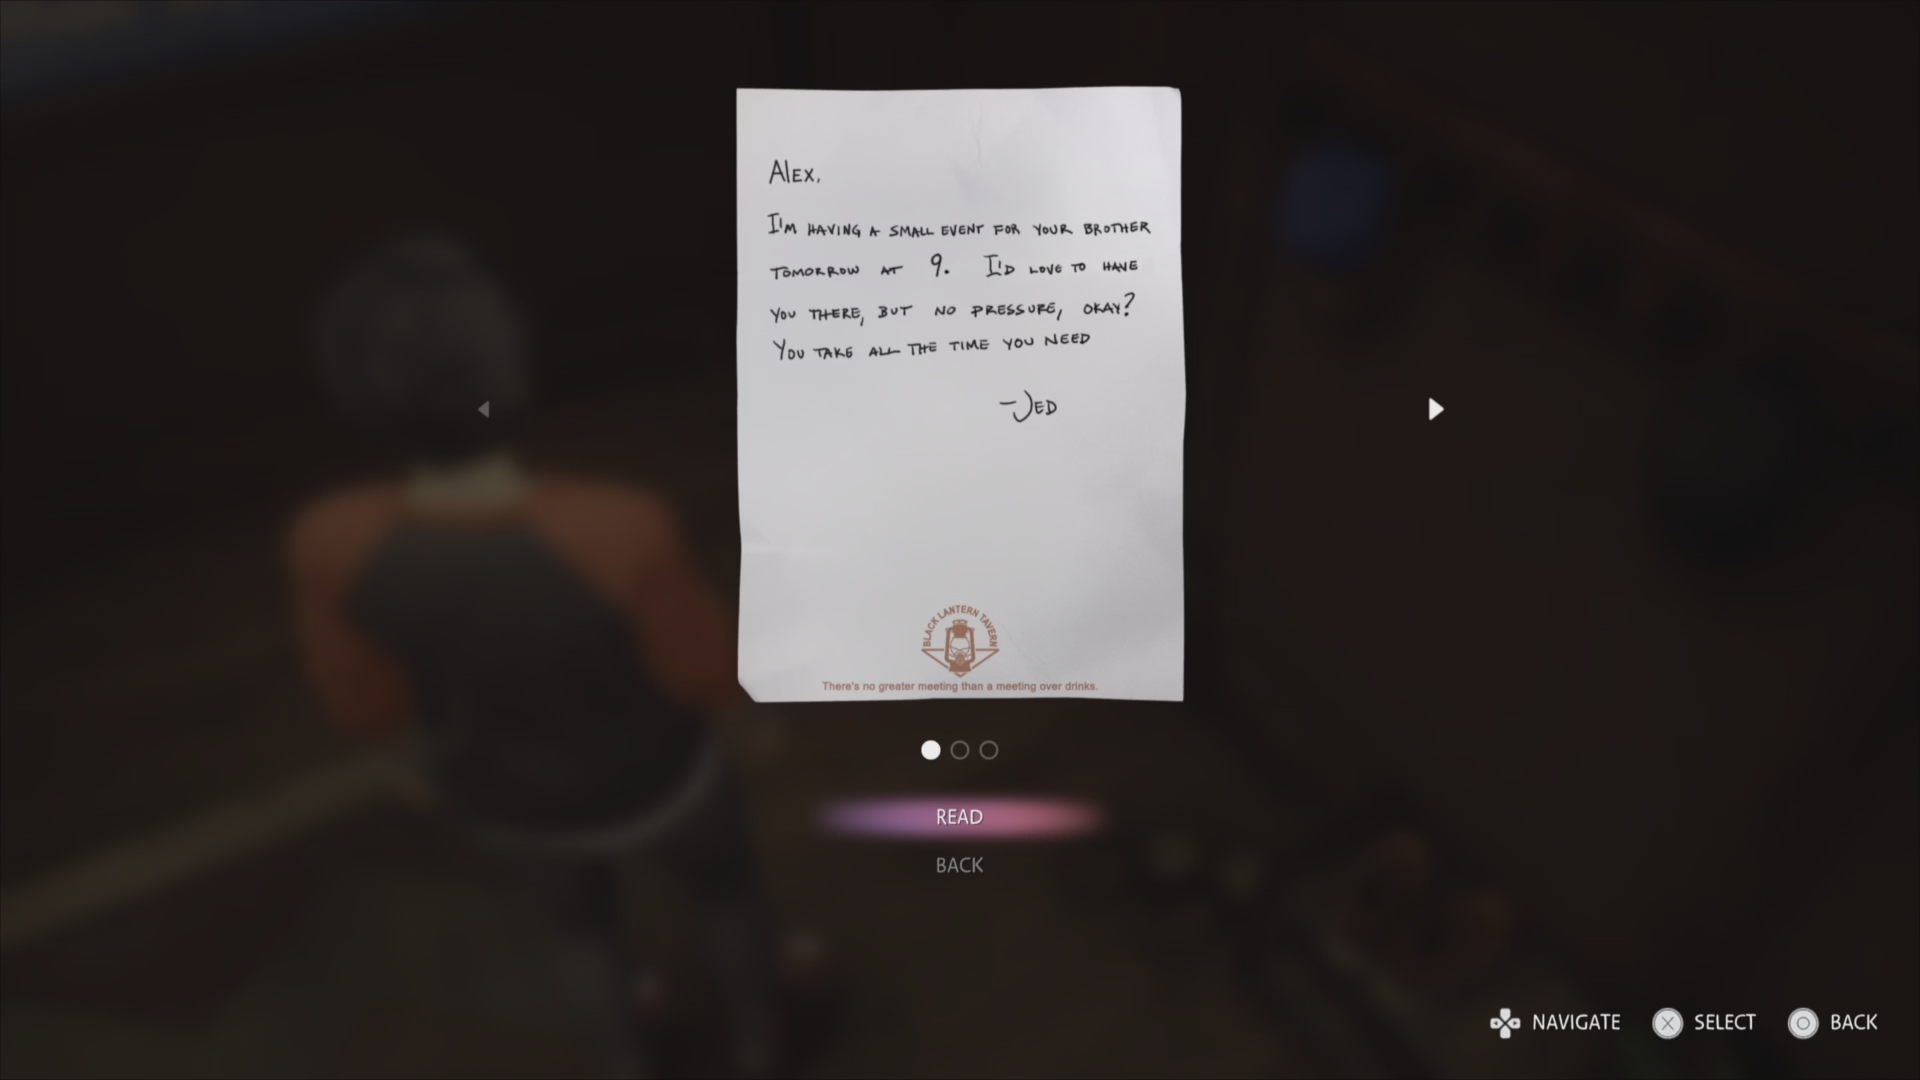 Alex,
I'm having a small event for your brother
tomorrow at 9. I'd love to have
you there, but no pressure, okay?
You take all the time you need
-Jed
BLACK LANTERN TAVERN
There's no greater meeting than a meeting over drinks.
READ
BACK
NAVIGATE SELECT BACK